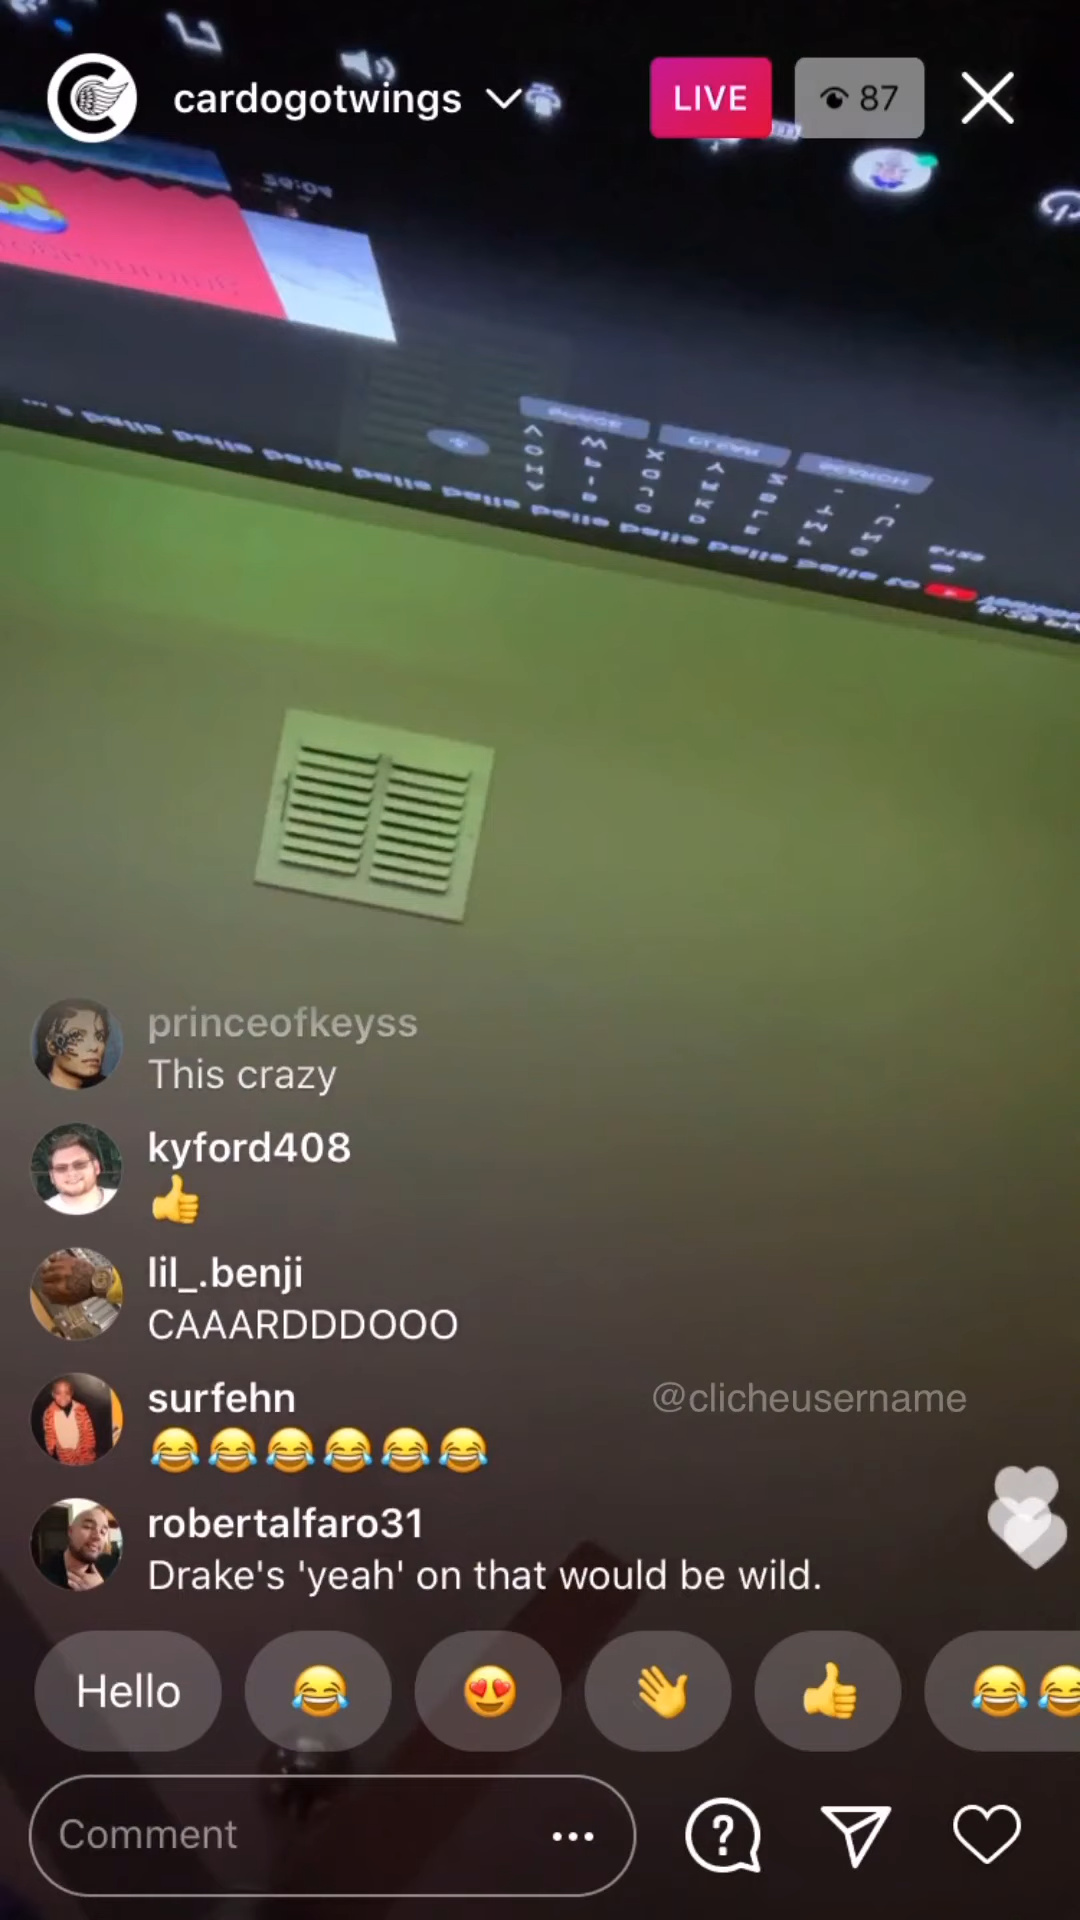 cardogotwings
LIVE
87
princeofkeyss
This crazy
kyford408
👍
lil_.benji
CAAARDDDOOO
surfehn
😂😂😂😂😂😂
@clicheusername
robertalfaro31
Drake's 'yeah' on that would be wild.
Hello 😂 😍 👋 👍 😂😂
Comment